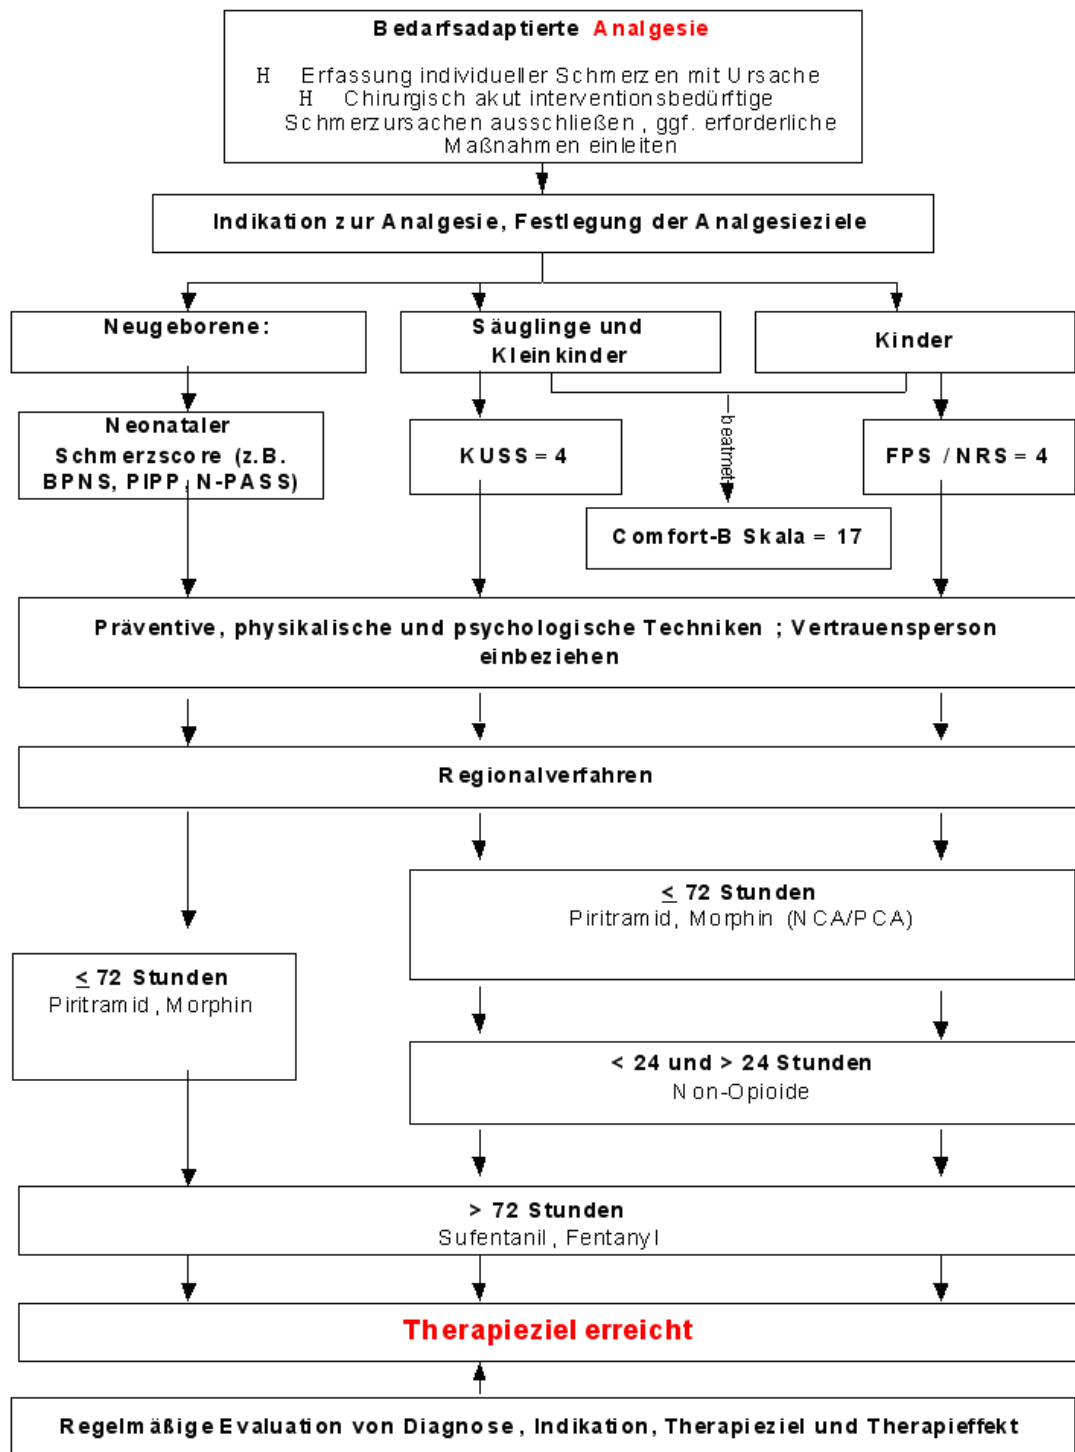 Bedarfsadaptierte Analgesie
H Erfassung individueller Schmerzen mit Ursache
H Chirurgisch akut interventionsbedürftige
Schmerzursachen ausschließen , ggf. erforderliche
Maßnahmen einleiten
Indikation zur Analgesie, Festlegung der Analgesieziele
Neugeborene:
Säuglinge und
Kleinkinder
Kinder
Neonataler
Schmerzscore (z.B.
BPNS, PIPP, N-PASS)
KUSS = 4
beatmet
FPS / NRS = 4
Comfort-B Skala = 17
Präventive, physikalische und psychologische Techniken ; Vertrauensperson
einbeziehen
Regionalverfahren
≤ 72 Stunden
Piritramid, Morphin (NCA/PCA)
≤ 72 Stunden
Piritramid , Morphin
< 24 und > 24 Stunden
Non-Opioide
> 72 Stunden
Sufentanil , Fentanyl
Therapieziel erreicht
Regelmäßige Evaluation von Diagnose , Indikation, Therapieziel und Therapieffekt